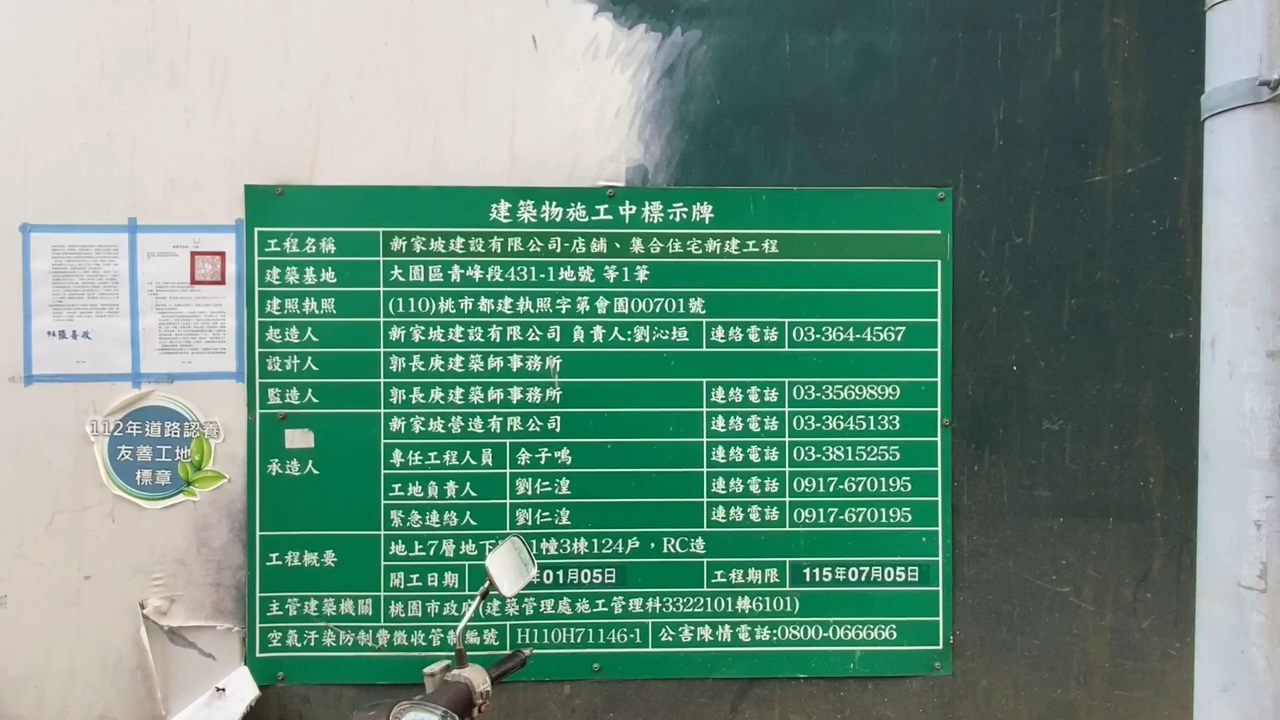 建築物施工中標示牌
工程名稱 新家坡建設有限公司-店舖、集合住宅新建工程
建築基地 大園區青峰段431-1地號 等1筆
建照執照 (110)桃市都建執照字第會園00701號
起造人 新家坡建設有限公司 負責人:劉沁垣 連絡電話 03-364-4567
設計人 郭長庚建築師事務所
監造人 郭長庚建築師事務所 連絡電話 03-3569899
承造人 新家坡營造有限公司 連絡電話 03-3645133
專任工程人員 余子鳴 連絡電話 03-3815255
工地負責人 劉仁湟 連絡電話 0917-670195
緊急連絡人 劉仁湟 連絡電話 0917-670195
工程概要 地上7層地下 1幢3棟124戶，RC造
開工日期 年01月05日 工程期限 115年07月05日
主管建築機關 桃園市政府(建築管理處施工管理科3322101轉6101)
空氣汙染防制費徵收管制編號 H110H71146-1 公害陳情電話:0800-066666
市長 張善政
112年道路認養
友善工地
標章